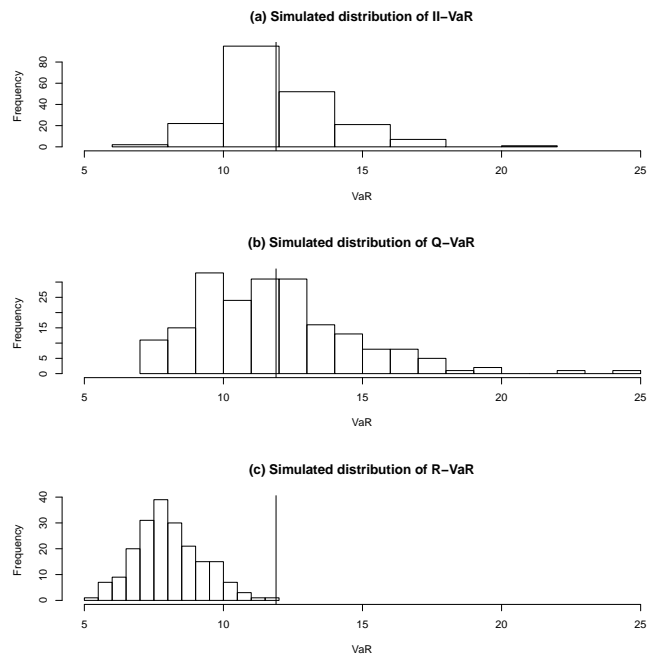 (a) Simulated distribution of II−VaR
Frequency
0 20 40 60 80
5 10 15 20 25
VaR
(b) Simulated distribution of Q−VaR
Frequency
0 5 15 25
5 10 15 20 25
VaR
(c) Simulated distribution of R−VaR
Frequency
0 10 20 30 40
5 10 15 20 25
VaR